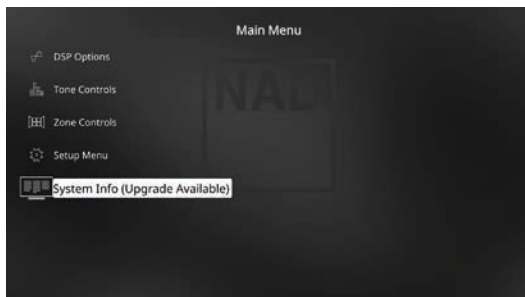 Main Menu
DSP Options
Tone Controls
NAD
Zone Controls
Setup Menu
System Info (Upgrade Available)